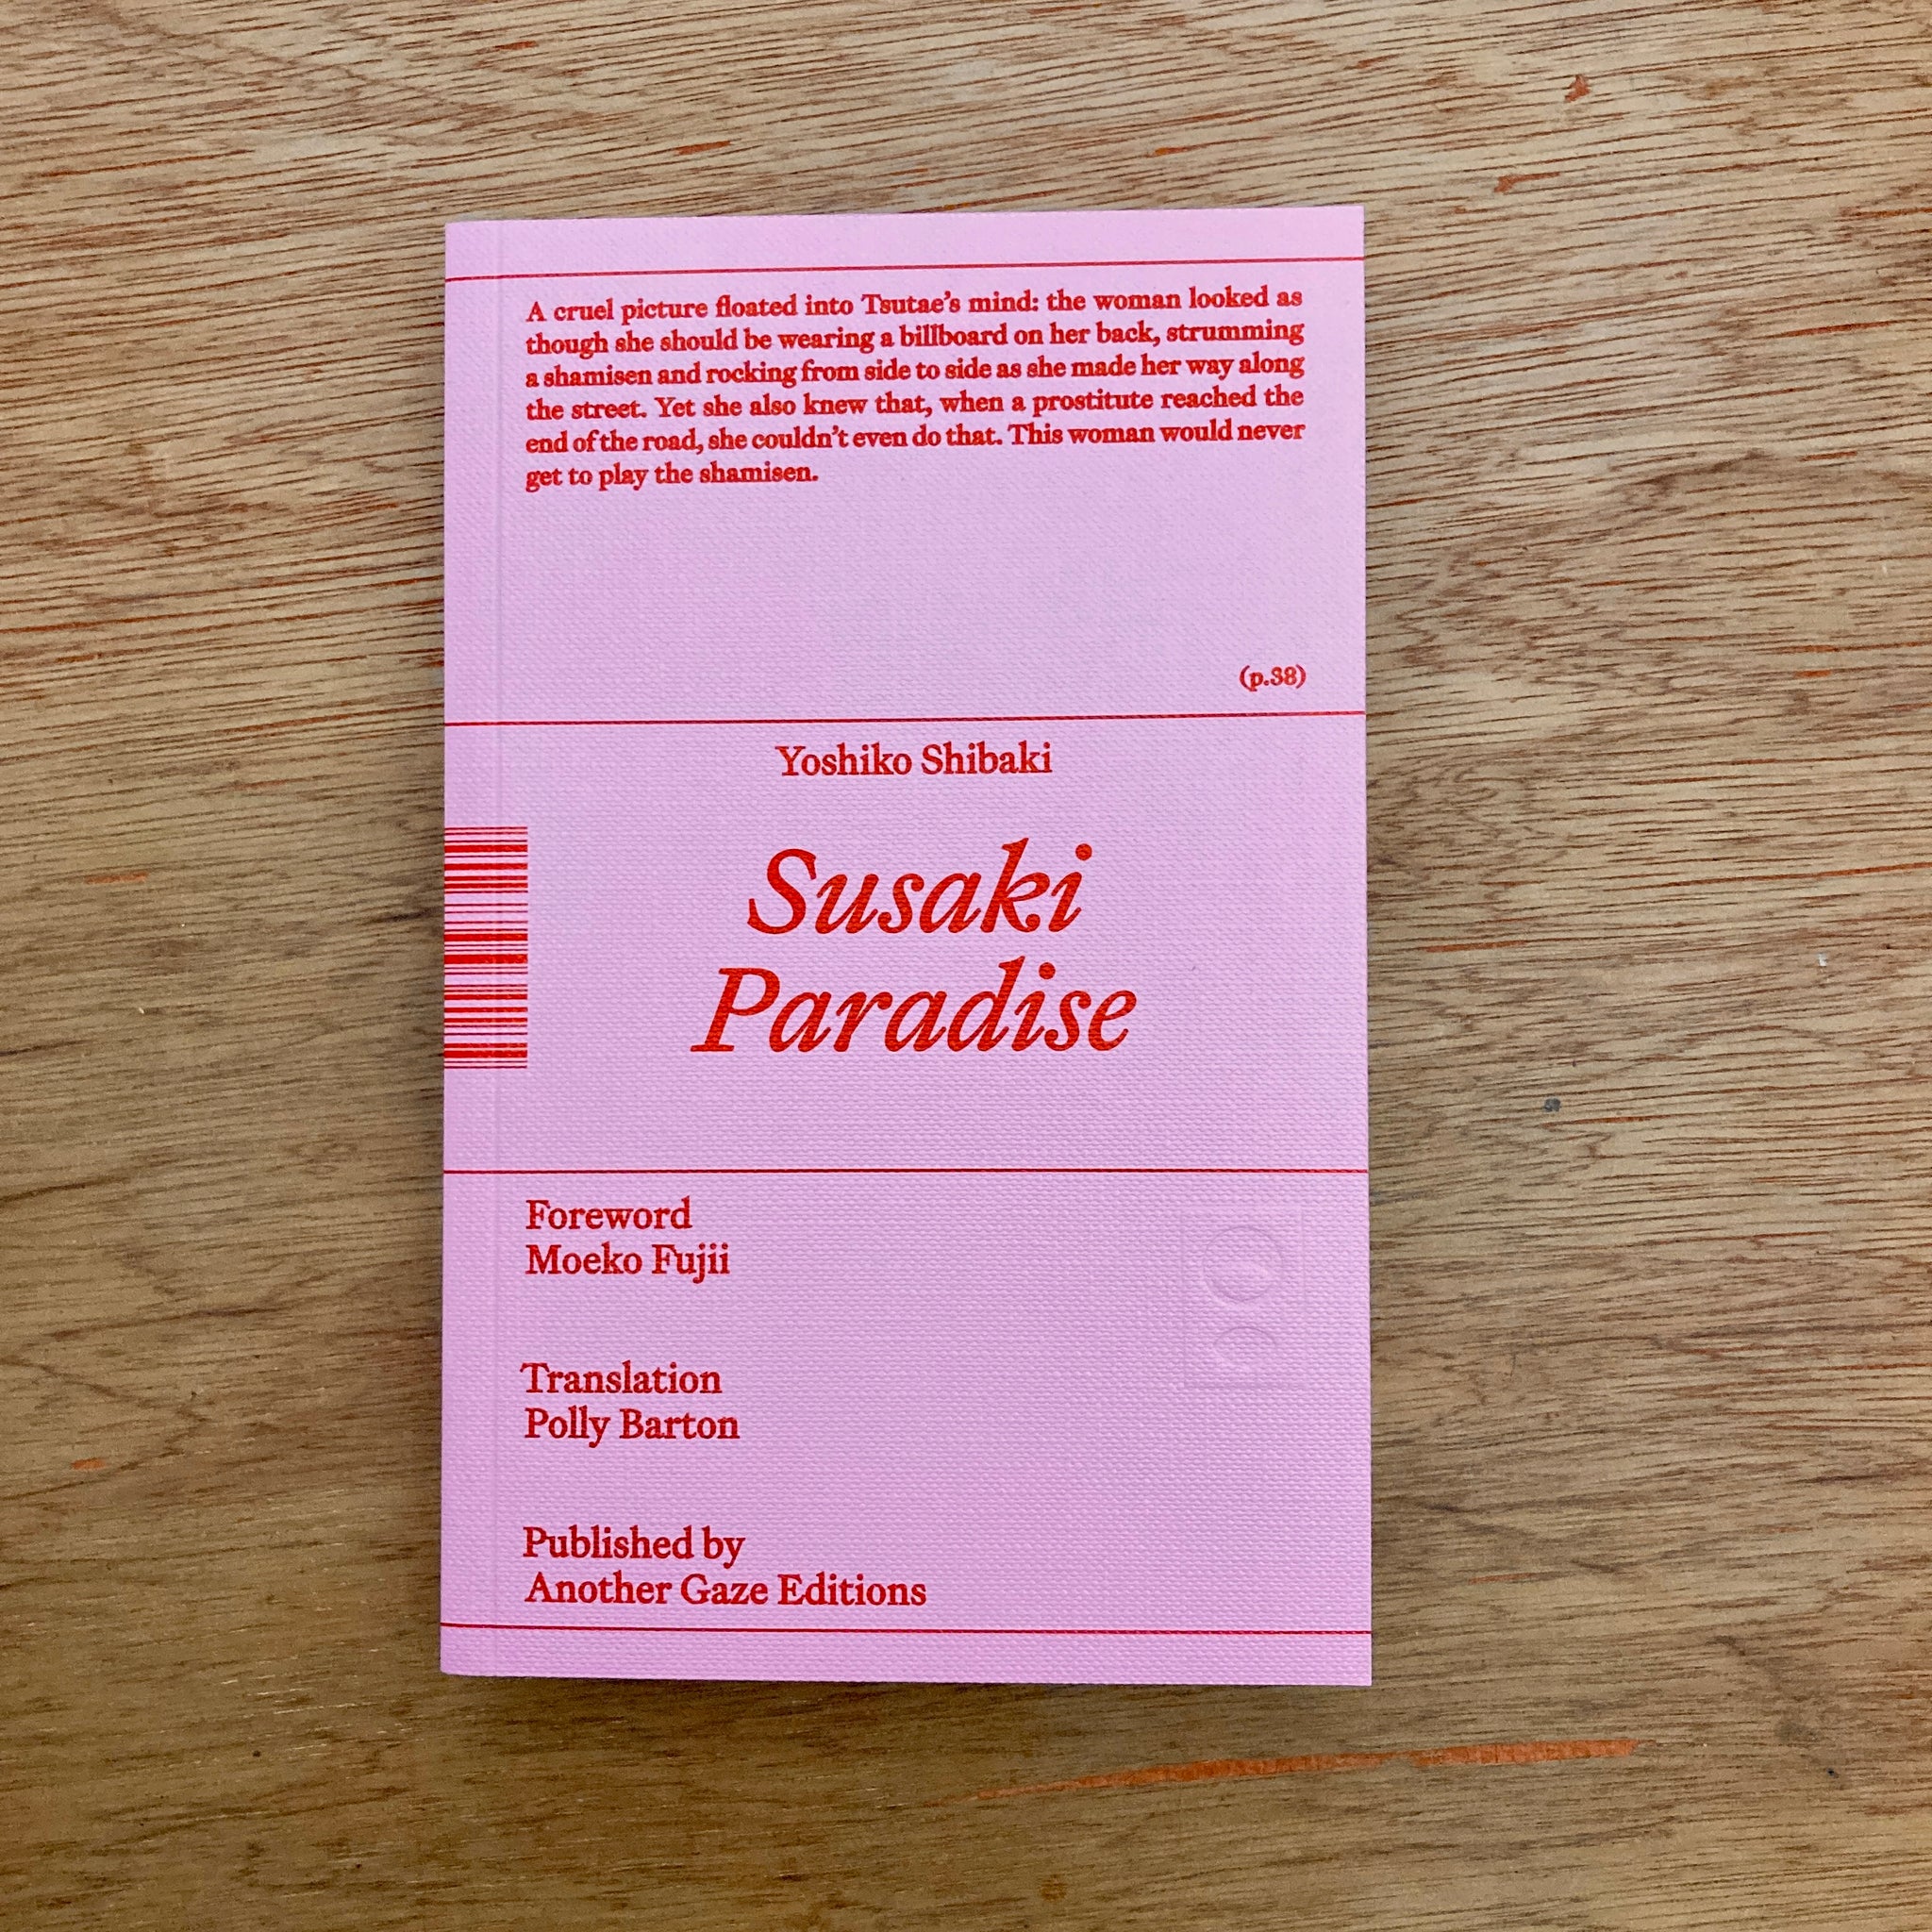 A cruel picture floated into Tsutae’s mind: the woman looked as
though she should be wearing a billboard on her back, strumming
a shamisen and rocking from side to side as she made her way along
the street. Yet she also knew that, when a prostitute reached the
end of the road, she couldn’t even do that. This woman would never
get to play the shamisen.
(p.38)
Yoshiko Shibaki
Susaki
Paradise
Foreword
Moeko Fujii
Translation
Polly Barton
Published by
Another Gaze Editions